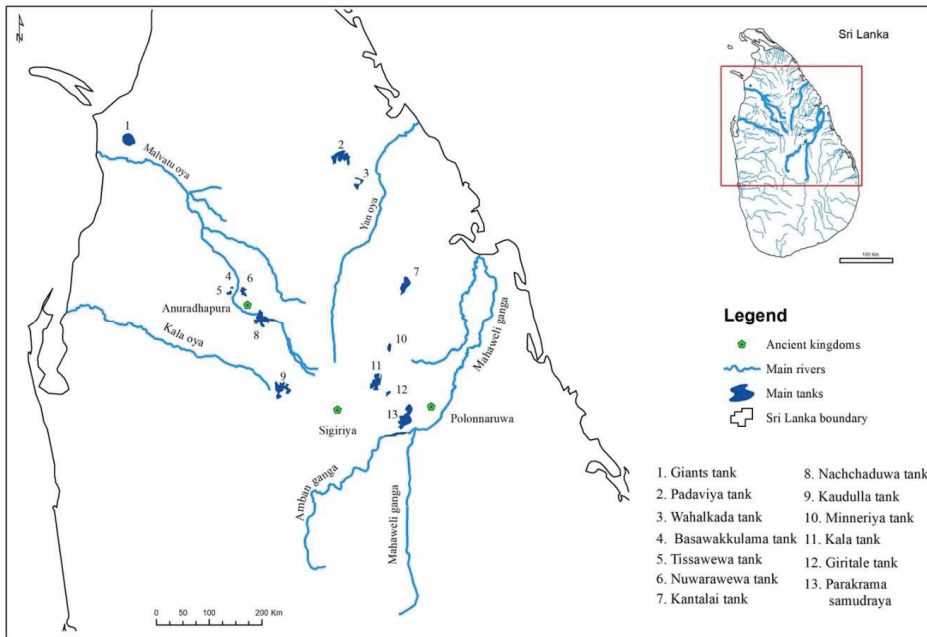 N
Sri Lanka
1
2
Malvatu oya
3
Yan oya
100 Km
4
6
5
7
Anuradhapura
8
Kala oya
10
Mahaweli ganga
11
9
12
13
Sigiriya
Polonnaruwa
Amban ganga
Mahaweli ganga
Legend
Ancient kingdoms
Main rivers
Main tanks
Sri Lanka boundary
1. Giants tank
2. Padaviya tank
3. Wahalkada tank
4. Basawakkulama tank
5. Tissawewa tank
6. Nuwarawewa tank
7. Kantalai tank
8. Nachchaduwa tank
9. Kaudulla tank
10. Minneriya tank
11. Kala tank
12. Giritale tank
13. Parakrama
samudraya
0 50 100 200 Km